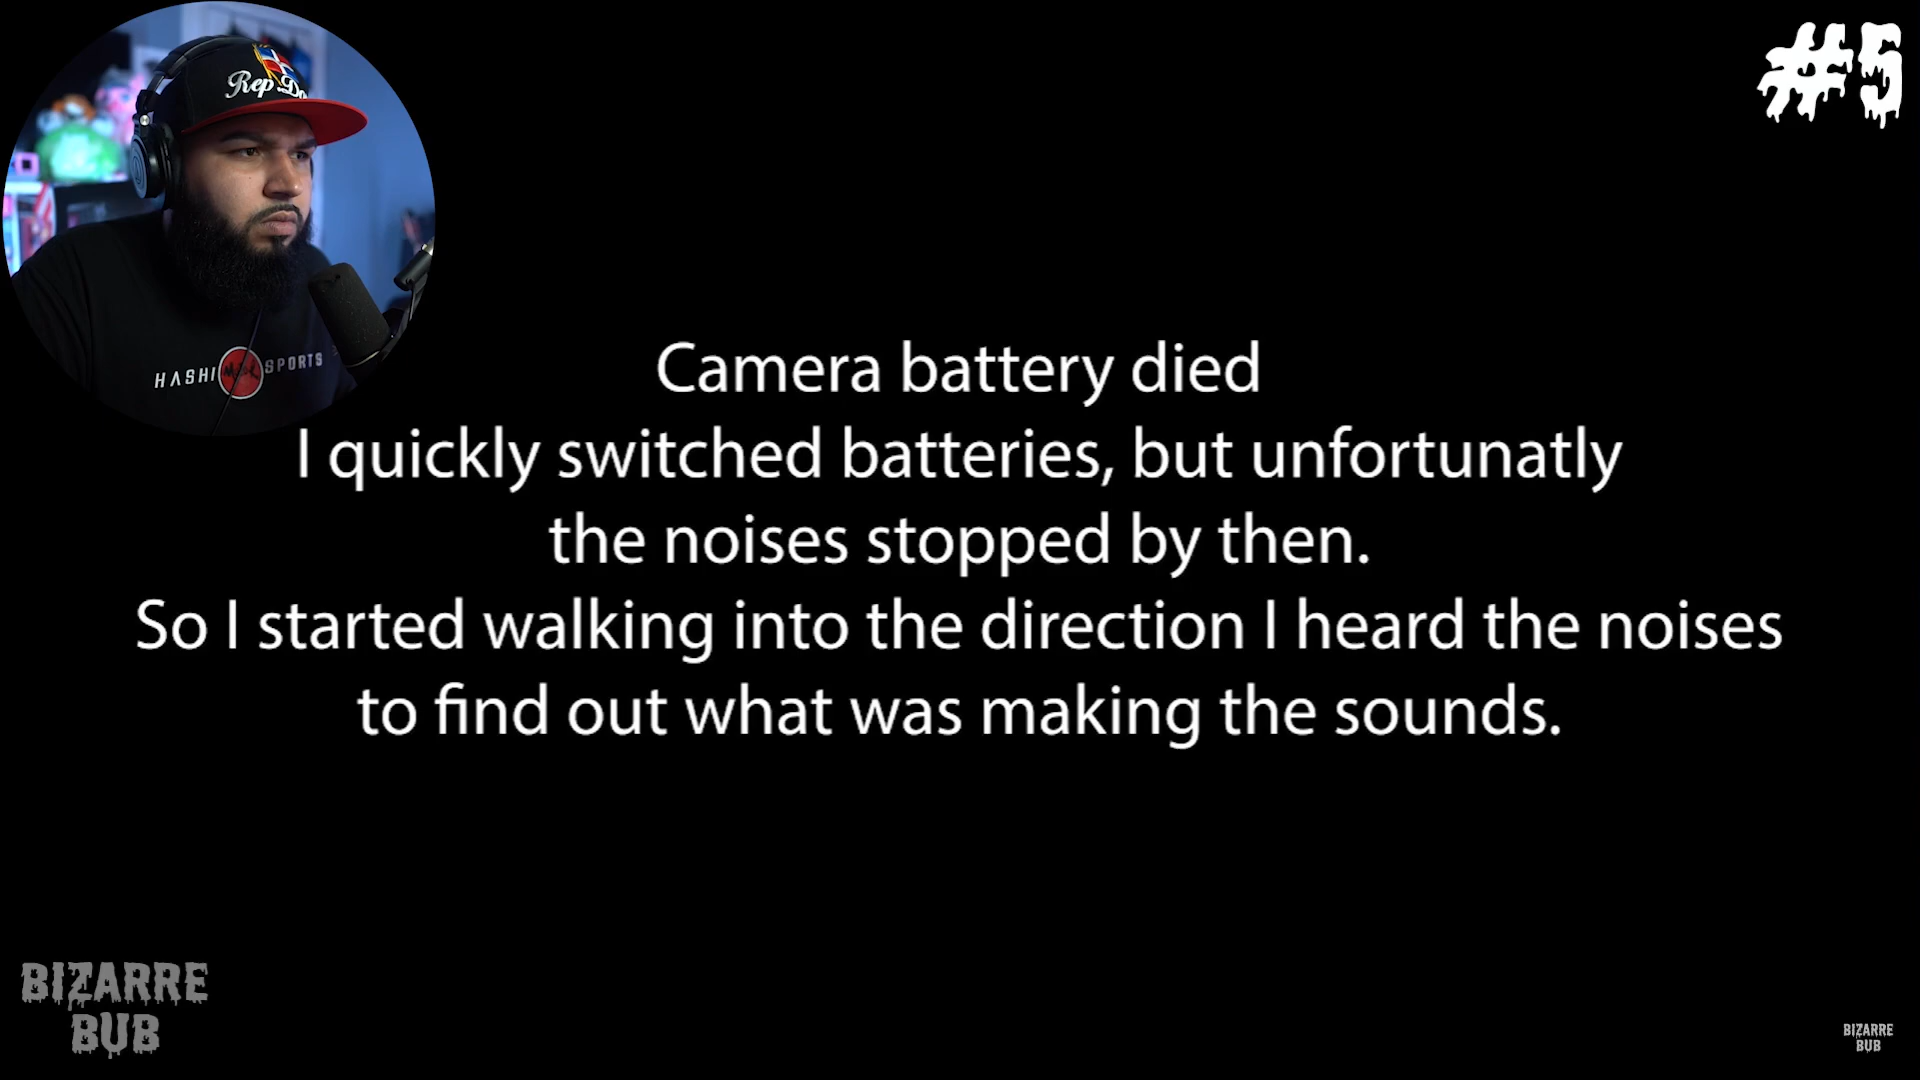 #5
Rep Do
HASHI SPORTS
Camera battery died
I quickly switched batteries, but unfortunatly
the noises stopped by then.
So I started walking into the direction I heard the noises
to find out what was making the sounds.
BIZARRE
BUB
BIZARRE
BUB